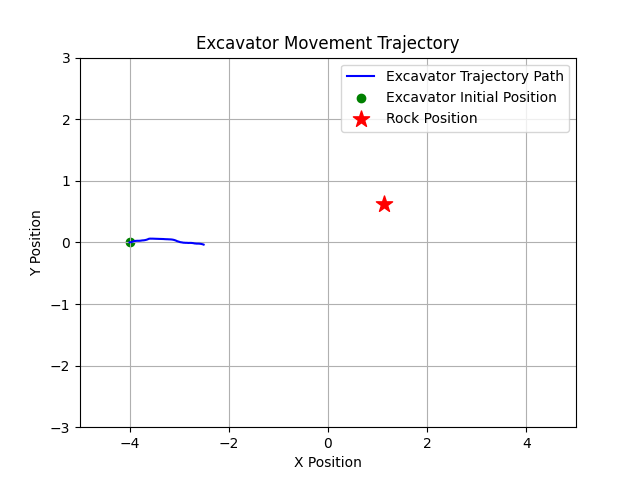 Excavator Movement Trajectory
Excavator Trajectory Path
Excavator Initial Position
Rock Position
Y Position
3
2
1
0
−1
−2
−3
−4
−2
0
2
4
X Position